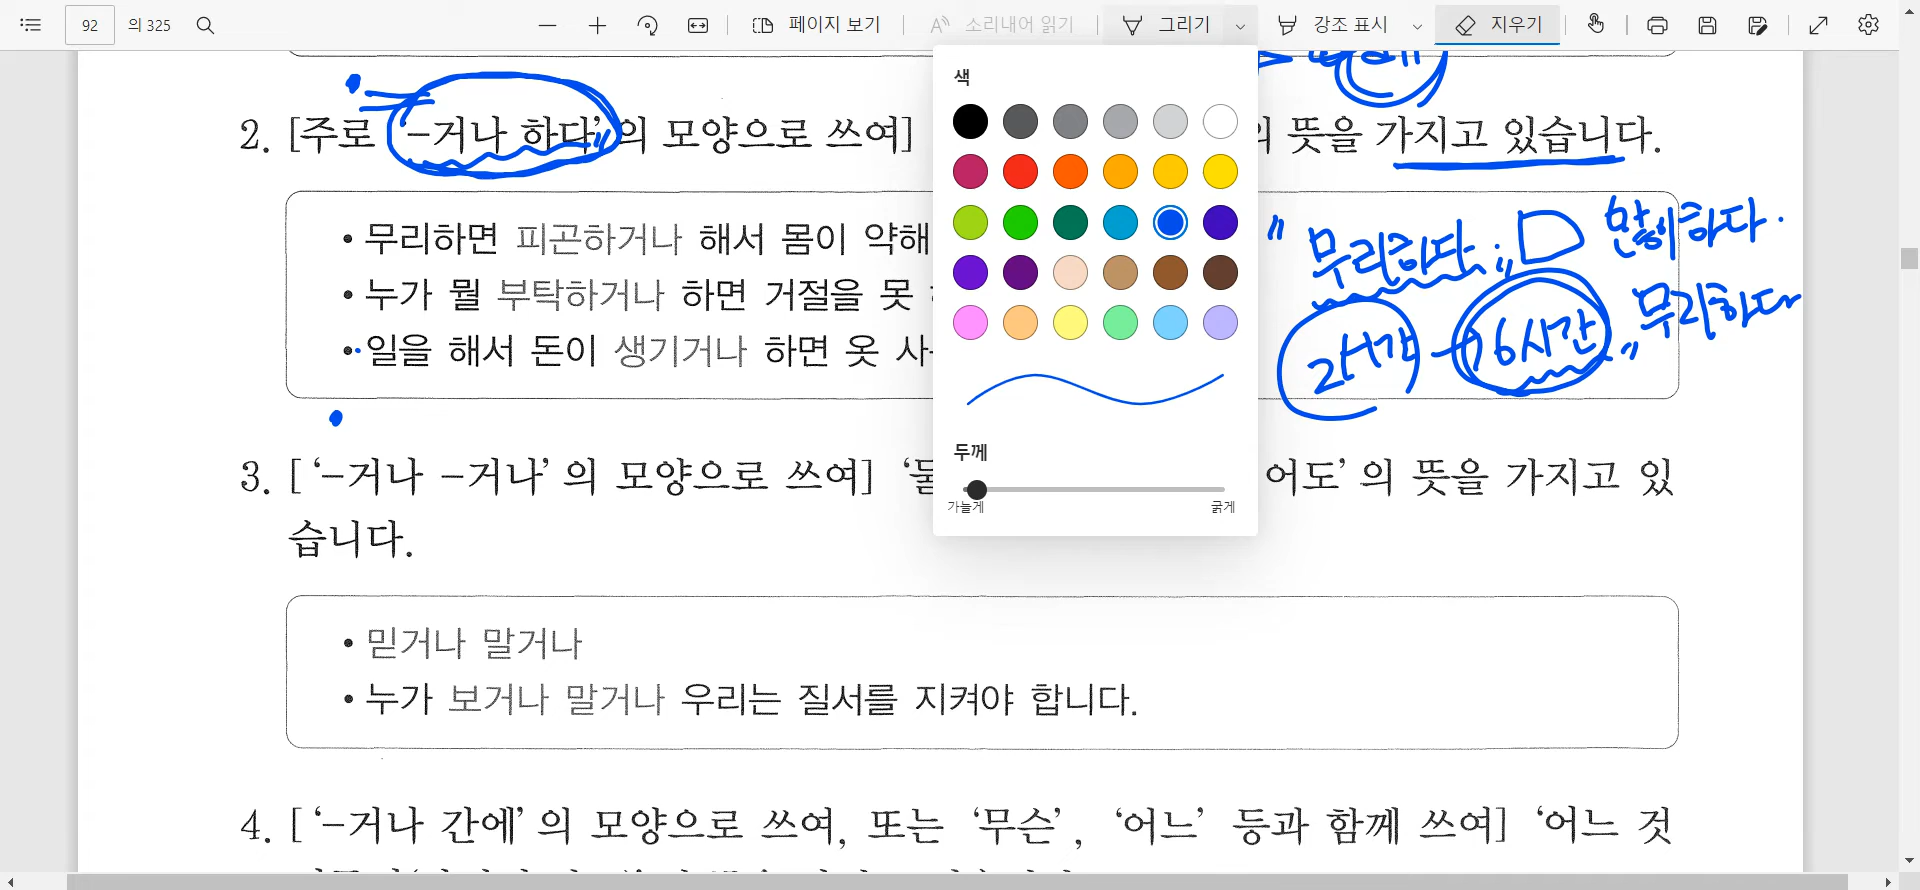 92 의 325 페이지 보기 소리내어 읽기 그리기 강조 표시 지우기
색
두께
가늘게 굵게
2. [주로 ‘-거나 하다’의 모양으로 쓰여] 의 뜻을 가지고 있습니다.
• 무리하면 피곤하거나 해서 몸이 약해
• 누가 뭘 부탁하거나 하면 거절을 못
• 일을 해서 돈이 생기거나 하면 옷
" 무리하다 ;,
하다.
2시간 → 6시간 " 무리하다
3. [ ‘-거나 -거나’의 모양으로 쓰여] 어도’의 뜻을 가지고 있
습니다.
• 믿거나 말거나
• 누가 보거나 말거나 우리는 질서를 지켜야 합니다.
4. [ ‘-거나 간에’의 모양으로 쓰여, 또는 ‘무슨’, ‘어느’ 등과 함께 쓰여] ‘어느 것